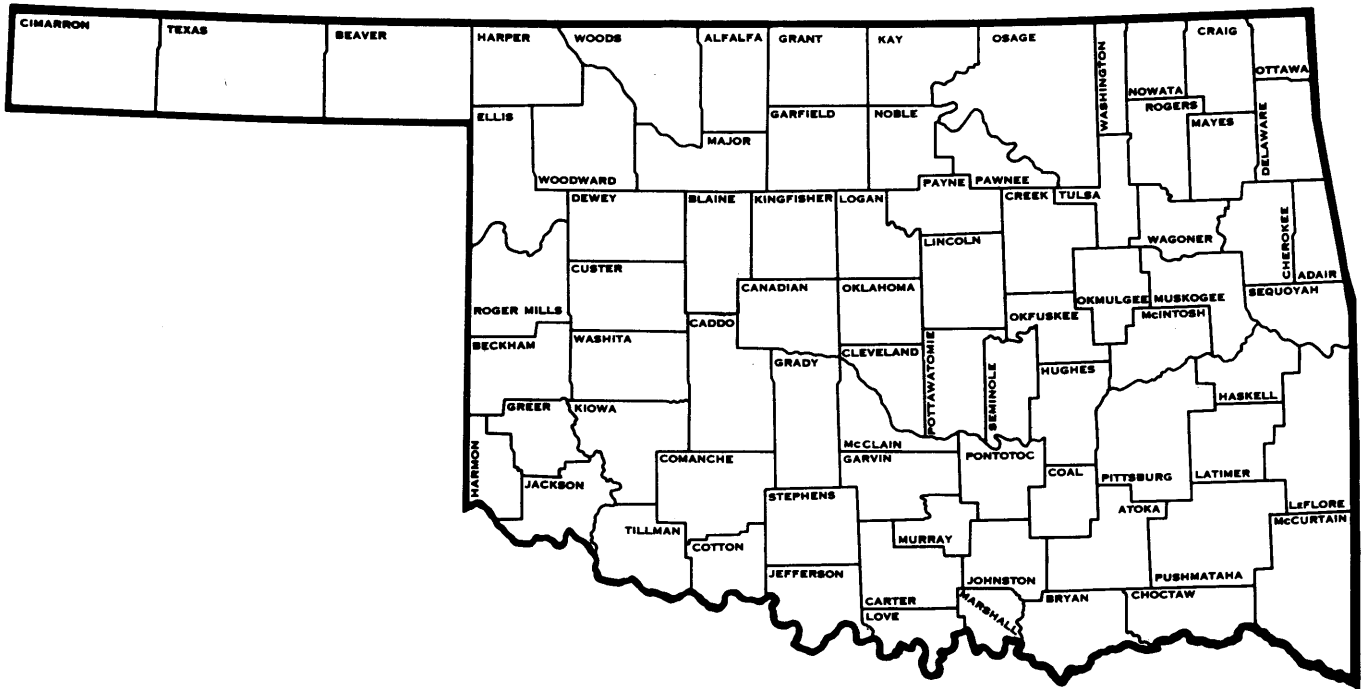 CIMARRON
TEXAS
BEAVER
HARPER
WOODS
ALFALFA
GRANT
KAY
OSAGE
WASHINGTON
CRAIG
OTTAWA
NOWATA
ROGERS
MAYES
DELAWARE
ELLIS
GARFIELD
NOBLE
MAJOR
WOODWARD
PAYNE
PAWNEE
DEWEY
BLAINE
KINGFISHER
LOGAN
CREEK
TULSA
LINCOLN
WAGONER
CHEROKEE
ADAIR
CUSTER
CANADIAN
OKLAHOMA
OKMULGEE
MUSKOGEE
SEQUOYAH
ROGER MILLS
CADDO
OKFUSKEE
McINTOSH
BECKHAM
WASHITA
GRADY
CLEVELAND
POTTAWATOMIE
SEMINOLE
HUGHES
HASKELL
GREER
KIOWA
HARMON
McCLAIN
COMANCHE
GARVIN
PONTOTOC
COAL
PITTSBURG
LATIMER
JACKSON
STEPHENS
ATOKA
LeFLORE
McCURTAIN
TILLMAN
COTTON
MURRAY
JEFFERSON
JOHNSTON
PUSHMATAHA
CARTER
MARSHALL
BRYAN
CHOCTAW
LOVE